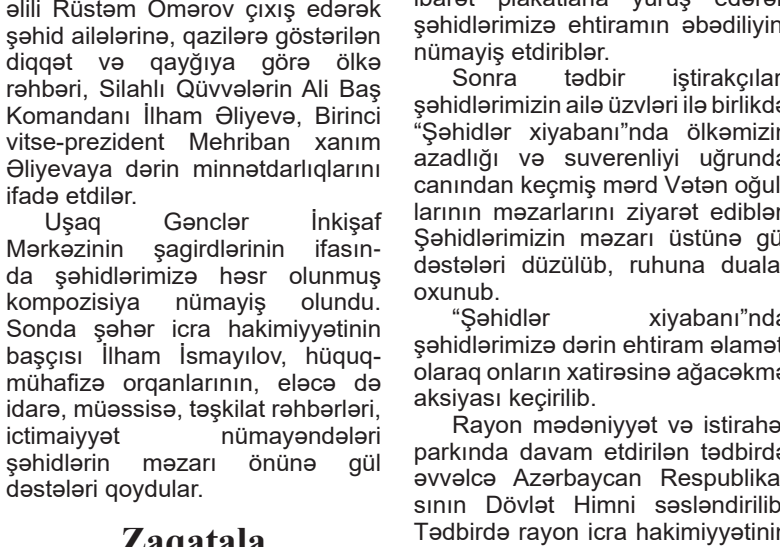 əlili Rüstəm Ömərov çıxış edərək
şəhid ailələrinə, qazilərə göstərilən
diqqət və qayğıya görə ölkə
rəhbəri, Silahlı Qüvvələrin Ali Baş
Komandanı İlham Əliyevə, Birinci
vitse-prezident Mehriban xanım
Əliyevaya dərin minnətdarlıqlarını
ifadə etdilər.
Uşaq Gənclər İnkişaf
Mərkəzinin şagirdlərinin ifasın-
da şəhidlərimizə həsr olunmuş
kompozisiya nümayiş olundu.
Sonda şəhər icra hakimiyyətinin
başçısı İlham İsmayılov, hüquq-
mühafizə orqanlarının, eləcə də
idarə, müəssisə, təşkilat rəhbərləri,
ictimaiyyət nümayəndələri
şəhidlərin məzarı önünə gül
dəstələri qoydular.
Zaqatala
ibarət plakatlarla yürüş edərək
şəhidlərimizə ehtiramın əbədiliyin
nümayiş etdiriblər.
Sonra tədbir iştirakçılar
şəhidlərimizin ailə üzvləri ilə birlikdə
“Şəhidlər xiyabanı”nda ölkəmizin
azadlığı və suverenliyi uğrunda
canından keçmiş mərd Vətən oğul
larının məzarlarını ziyarət ediblər
Şəhidlərimizin məzarı üstünə gü
dəstələri düzülüb, ruhuna dualar
oxunub.
“Şəhidlər xiyabanı”nda
şəhidlərimizə dərin ehtiram əlamət
olaraq onların xatirəsinə ağacəkmə
aksiyası keçirilib.
Rayon mədəniyyət və istirahə
parkında davam etdirilən tədbirdə
əvvəlcə Azərbaycan Respublika
sının Dövlət Himni səsləndirilib
Tədbirdə rayon icra hakimiyyətinin